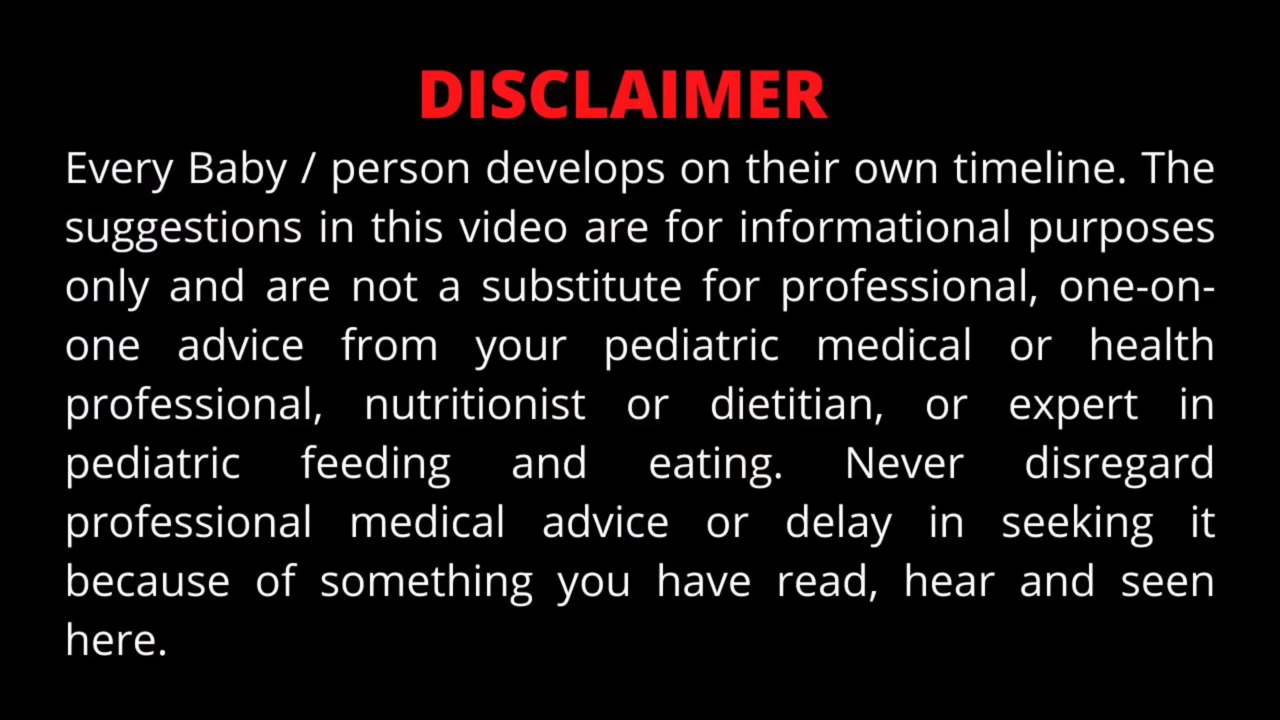 DISCLAIMER
Every Baby / person develops on their own timeline. The
suggestions in this video are for informational purposes
only and are not a substitute for professional, one-on-
one advice from your pediatric medical or health
professional, nutritionist or dietitian, or expert in
pediatric feeding and eating. Never disregard
professional medical advice or delay in seeking it
because of something you have read, hear and seen
here.